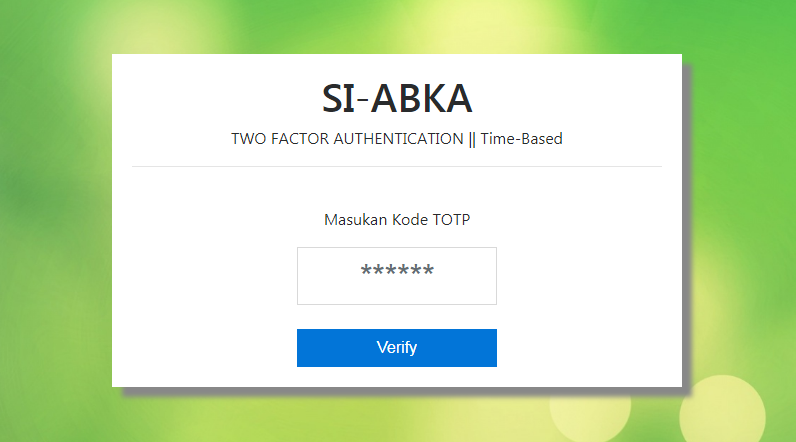 SI-ABKA
TWO FACTOR AUTHENTICATION || Time-Based
Masukan Kode TOTP
******
Verify